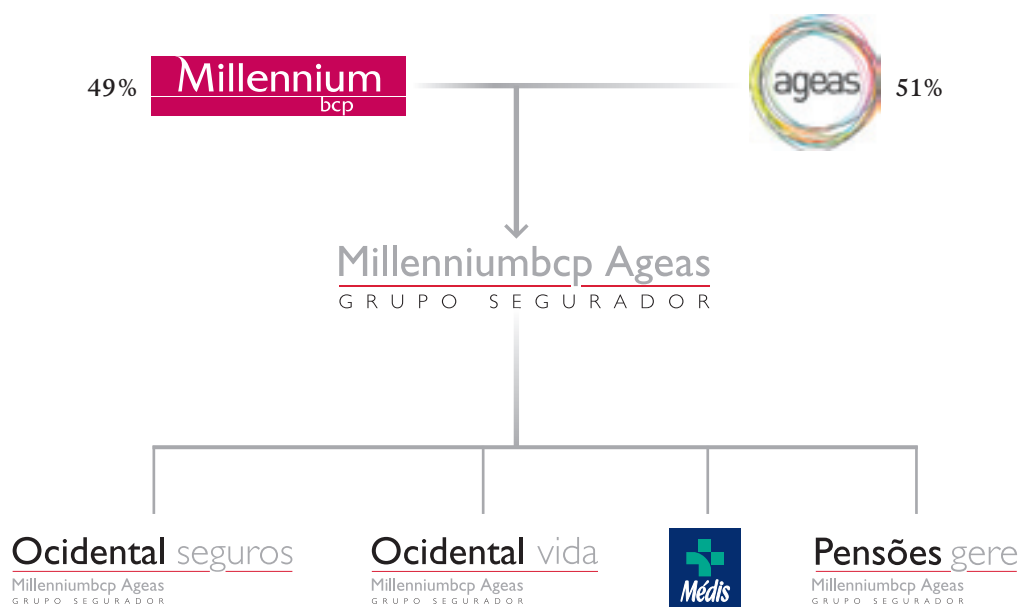 49%
Millennium
bcp
ageas
51%
Millenniumbcp Ageas
GRUPO SEGURADOR
Ocidental seguros
Millenniumbcp Ageas
GRUPO SEGURADOR
Ocidental vida
Millenniumbcp Ageas
GRUPO SEGURADOR
Médis
Pensões gere
Millenniumbcp Ageas
GRUPO SEGURADOR